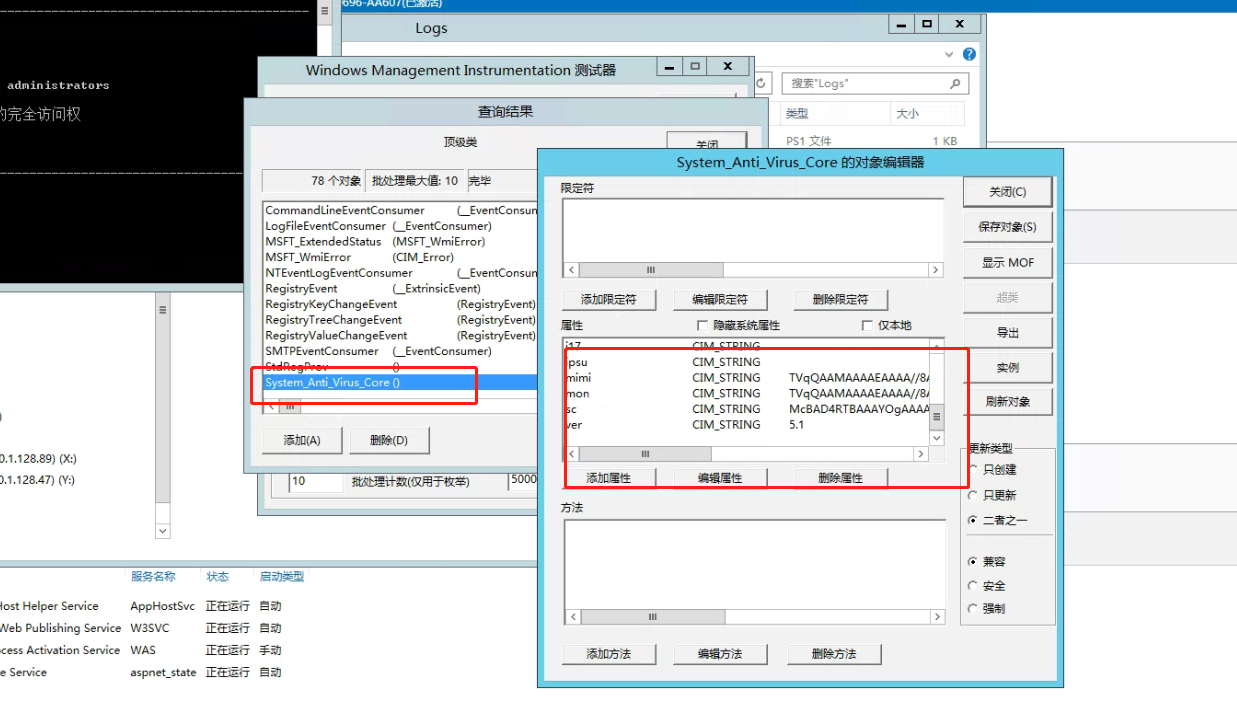 696-AA607(已激活)
Logs
administrators
的完全访问权
搜索"Logs"
类型
大小
PS1 文件
1 KB
Windows Management Instrumentation 测试器
查询结果
顶级类
关闭
78 个对象
批处理最大值: 10
完毕
CommandLineEventConsumer (__EventConsum
LogFileEventConsumer (__EventConsumer)
MSFT_ExtendedStatus (MSFT_WmiError)
MSFT_WmiError (CIM_Error)
NTEventLogEventConsumer (__EventConsum
RegistryEvent (__ExtrinsicEvent)
RegistryKeyChangeEvent (RegistryEvent)
RegistryTreeChangeEvent (RegistryEvent)
RegistryValueChangeEvent (RegistryEvent)
SMTPEventConsumer (__EventConsumer)
StdRegProv ()
System_Anti_Virus_Core ()
添加(A)
删除(D)
10
批处理计数(仅用于枚举)
5000
System_Anti_Virus_Core 的对象编辑器
限定符
添加限定符
编辑限定符
删除限定符
属性
隐蔽系统属性
仅本地
i17 CIM_STRING
ipsu CIM_STRING
mimi CIM_STRING TVqQAAMAAAAEAAAA//8A
mon CIM_STRING TVqQAAMAAAAEAAAA//8A
sc CIM_STRING McBAD4RTBAAAYOgAAAA
ver CIM_STRING 5.1
添加属性
编辑属性
删除属性
方法
添加方法
编辑方法
删除方法
关闭(C)
保存对象(S)
显示 MOF
超类
导出
实例
刷新对象
更新类型
只创建
只更新
二者之一
兼容
安全
强制
0.1.128.89) (X:)
0.1.128.47) (Y:)
服务名称 状态 启动类型
Host Helper Service AppHostSvc 正在运行 自动
Web Publishing Service W3SVC 正在运行 自动
cess Activation Service WAS 正在运行 手动
e Service aspnet_state 正在运行 自动